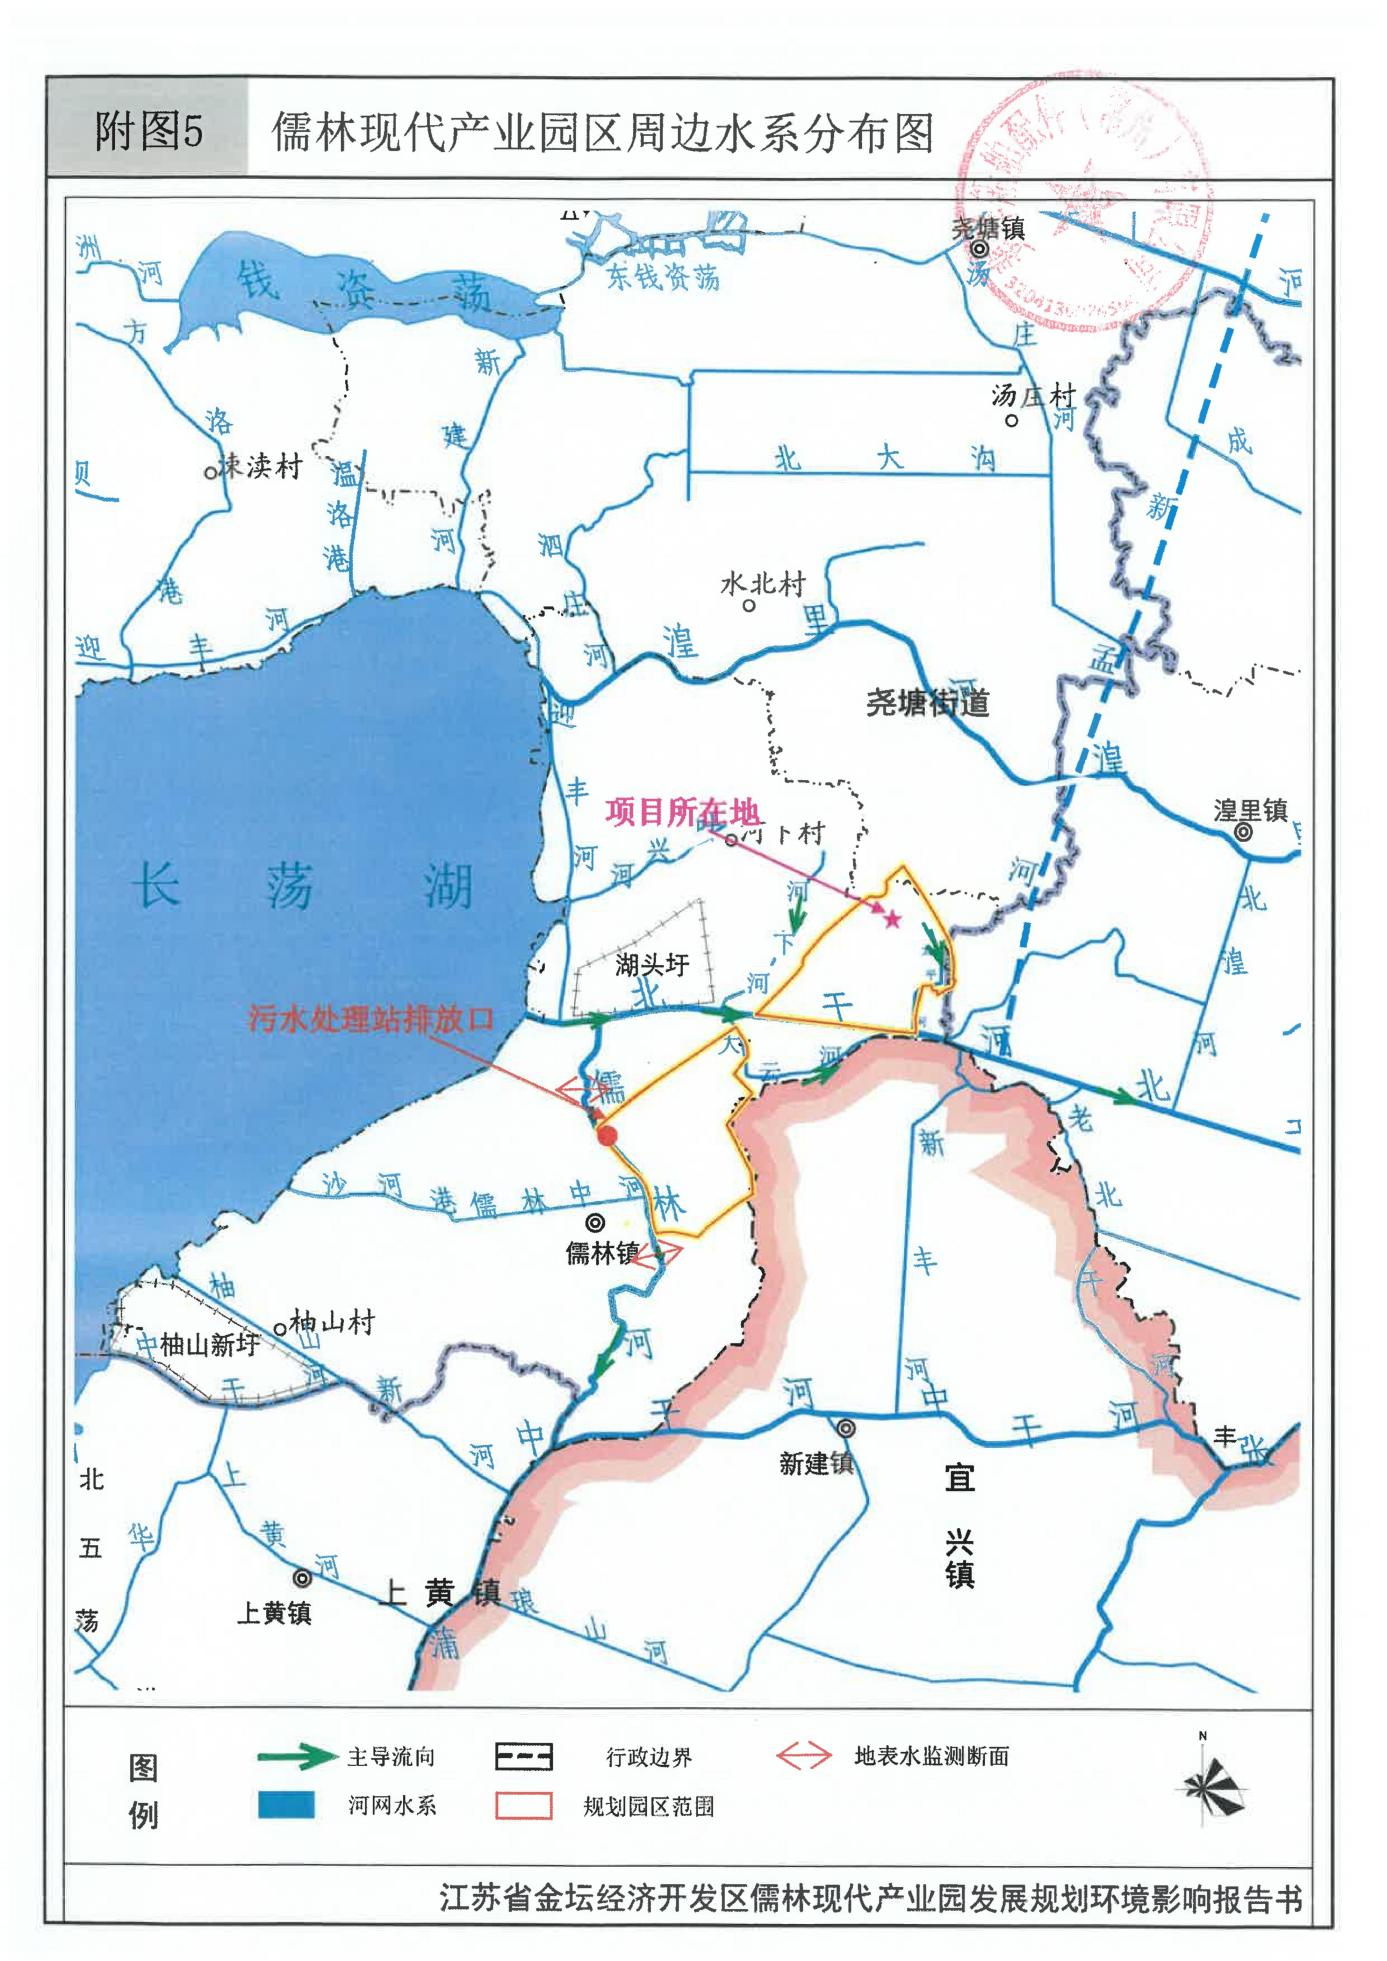 附图5
儒林现代产业园区周边水系分布图
尧塘镇
洲河
钱资荡
东钱资荡
汤庄河
河
方洛港
新建河
汤庄村
北大沟
成
涑渎村
湟洛港
新孟河
泗庄河
水北村
湟里河
迎丰河
尧塘街道
迎丰河
湟
湟里镇
项目所在地
河下村
河兴
长荡湖
河下河
北湟河
湖头圩
北干河
污水处理站排放口
大云河
北
儒林河
老北干河
新丰河
沙河港
儒林中河
儒林镇
柚山村
柚山新圩
中干河
柚山河
新河
中干河
中干河
新建镇
丰
张
宜兴镇
北五荡
上黄河
华
上黄镇
上黄镇
琅山河
蒲
图例
主导流向
行政边界
地表水监测断面
河网水系
规划园区范围
N
江苏省金坛经济开发区儒林现代产业园发展规划环境影响报告书